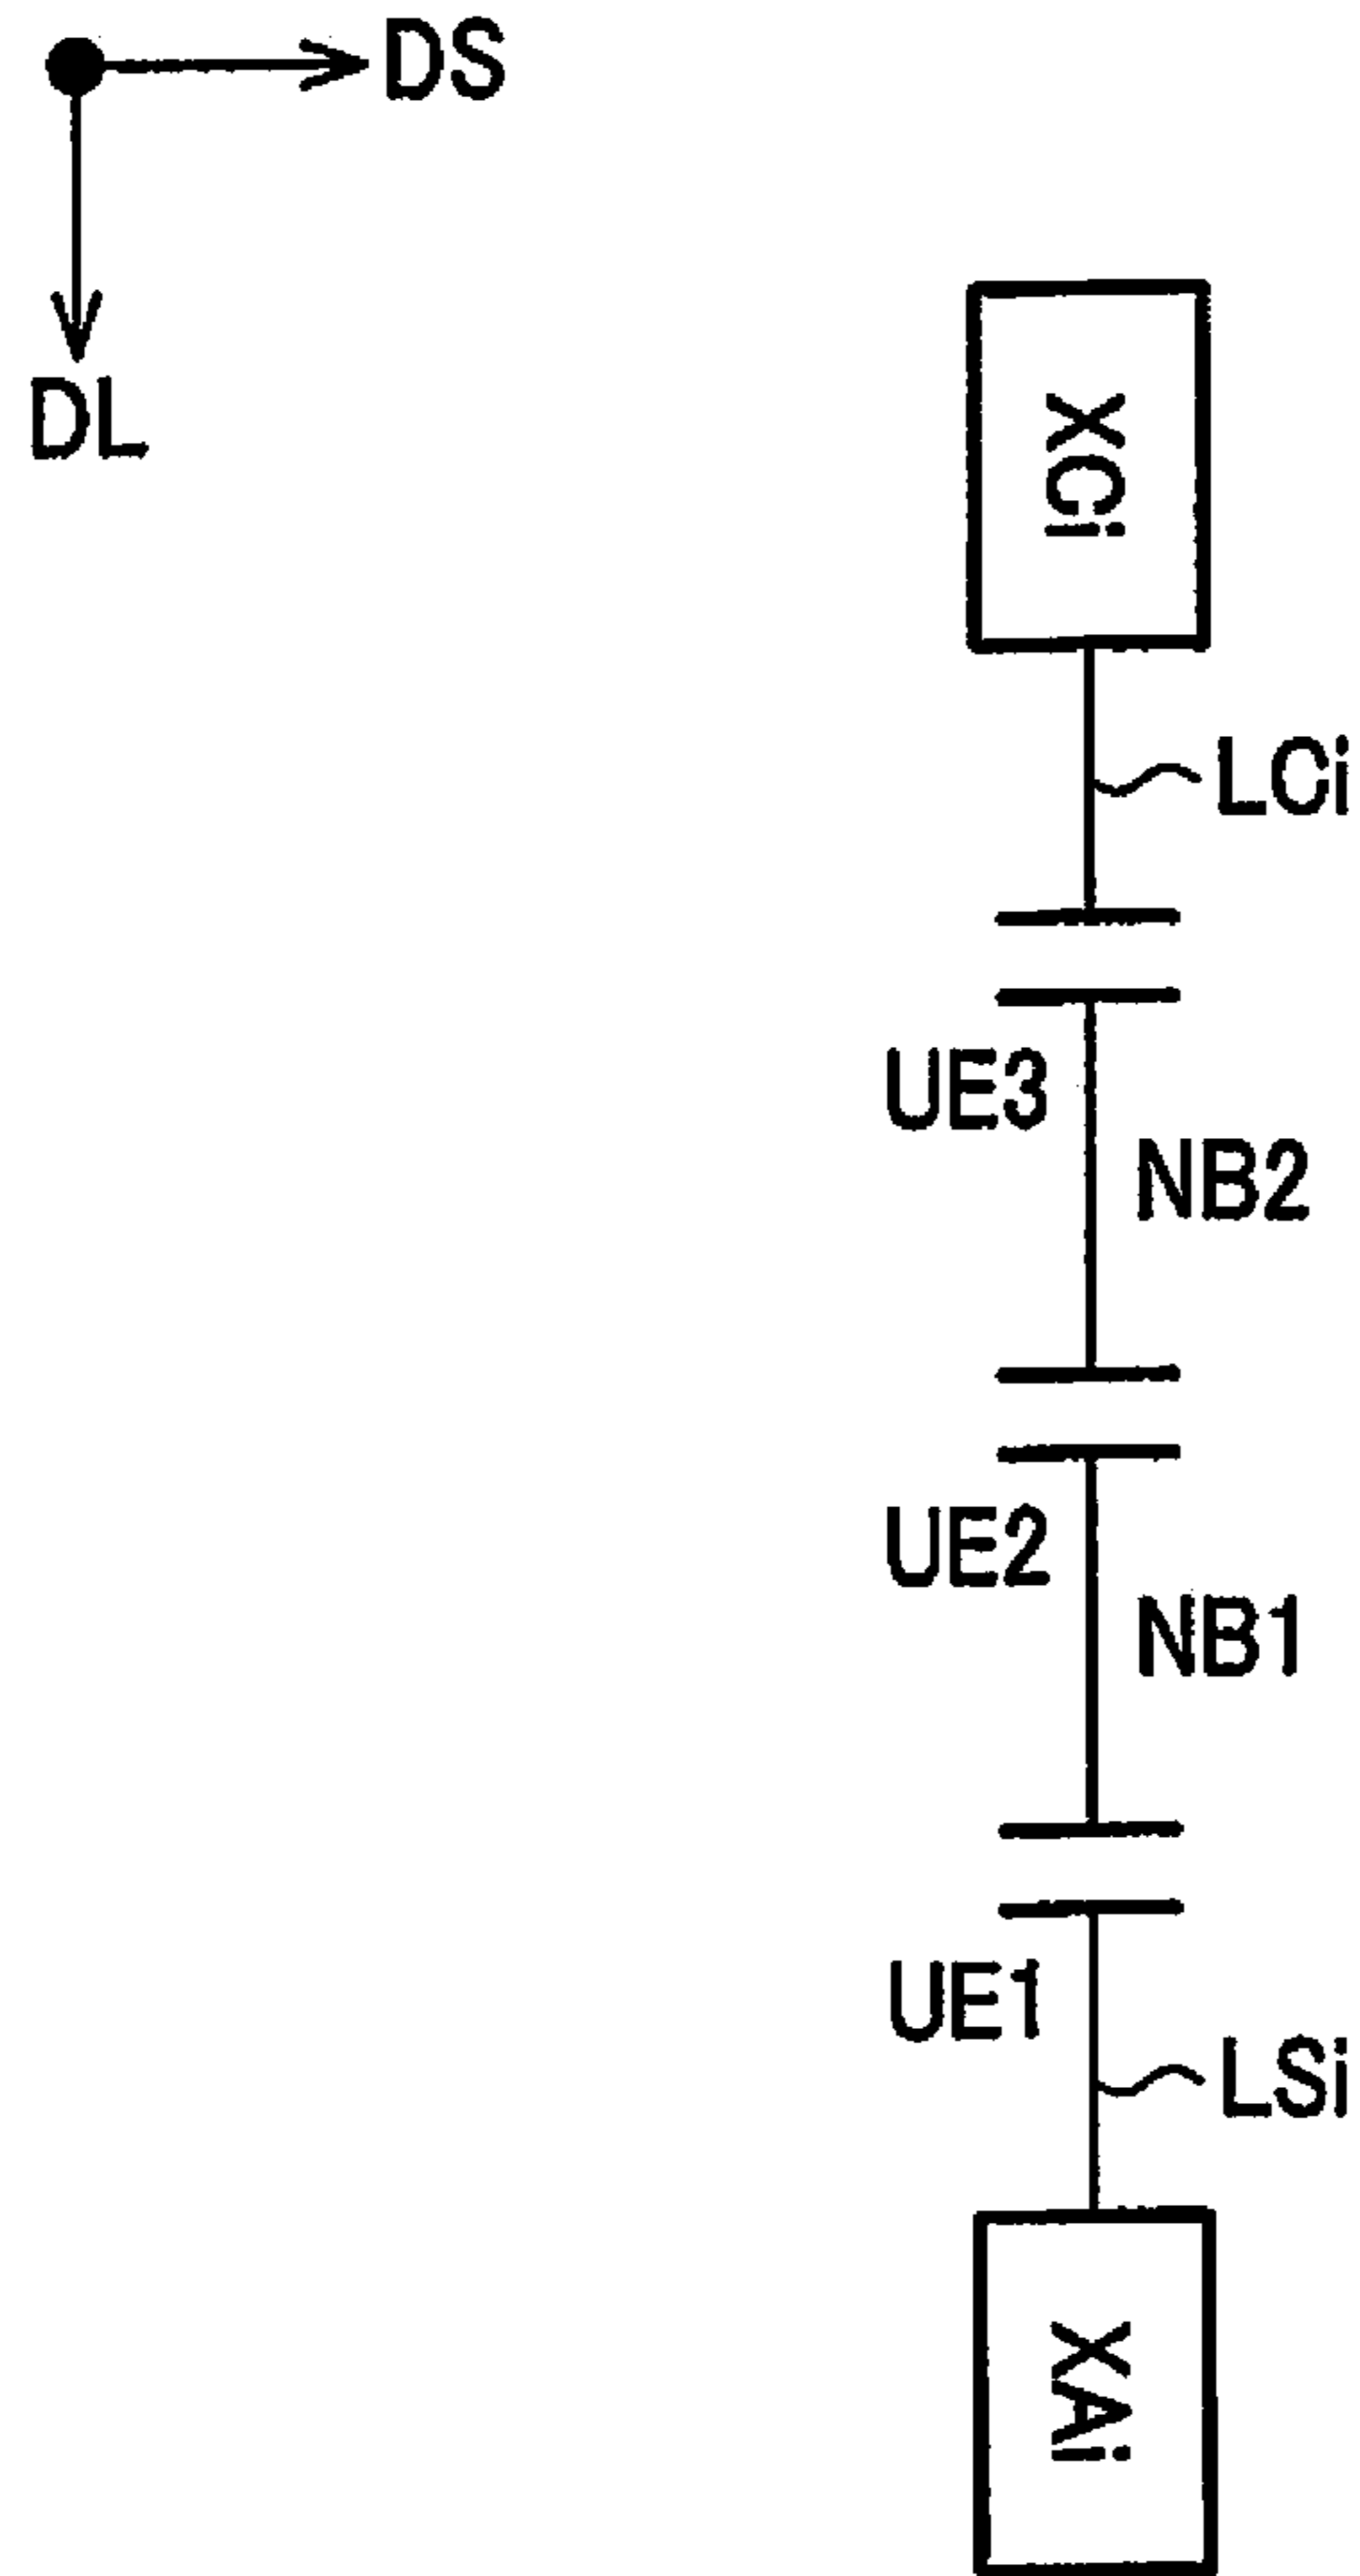 DS
DL
XCi
LCi
UE3
NB2
UE2
NB1
UE1
LSi
XAi